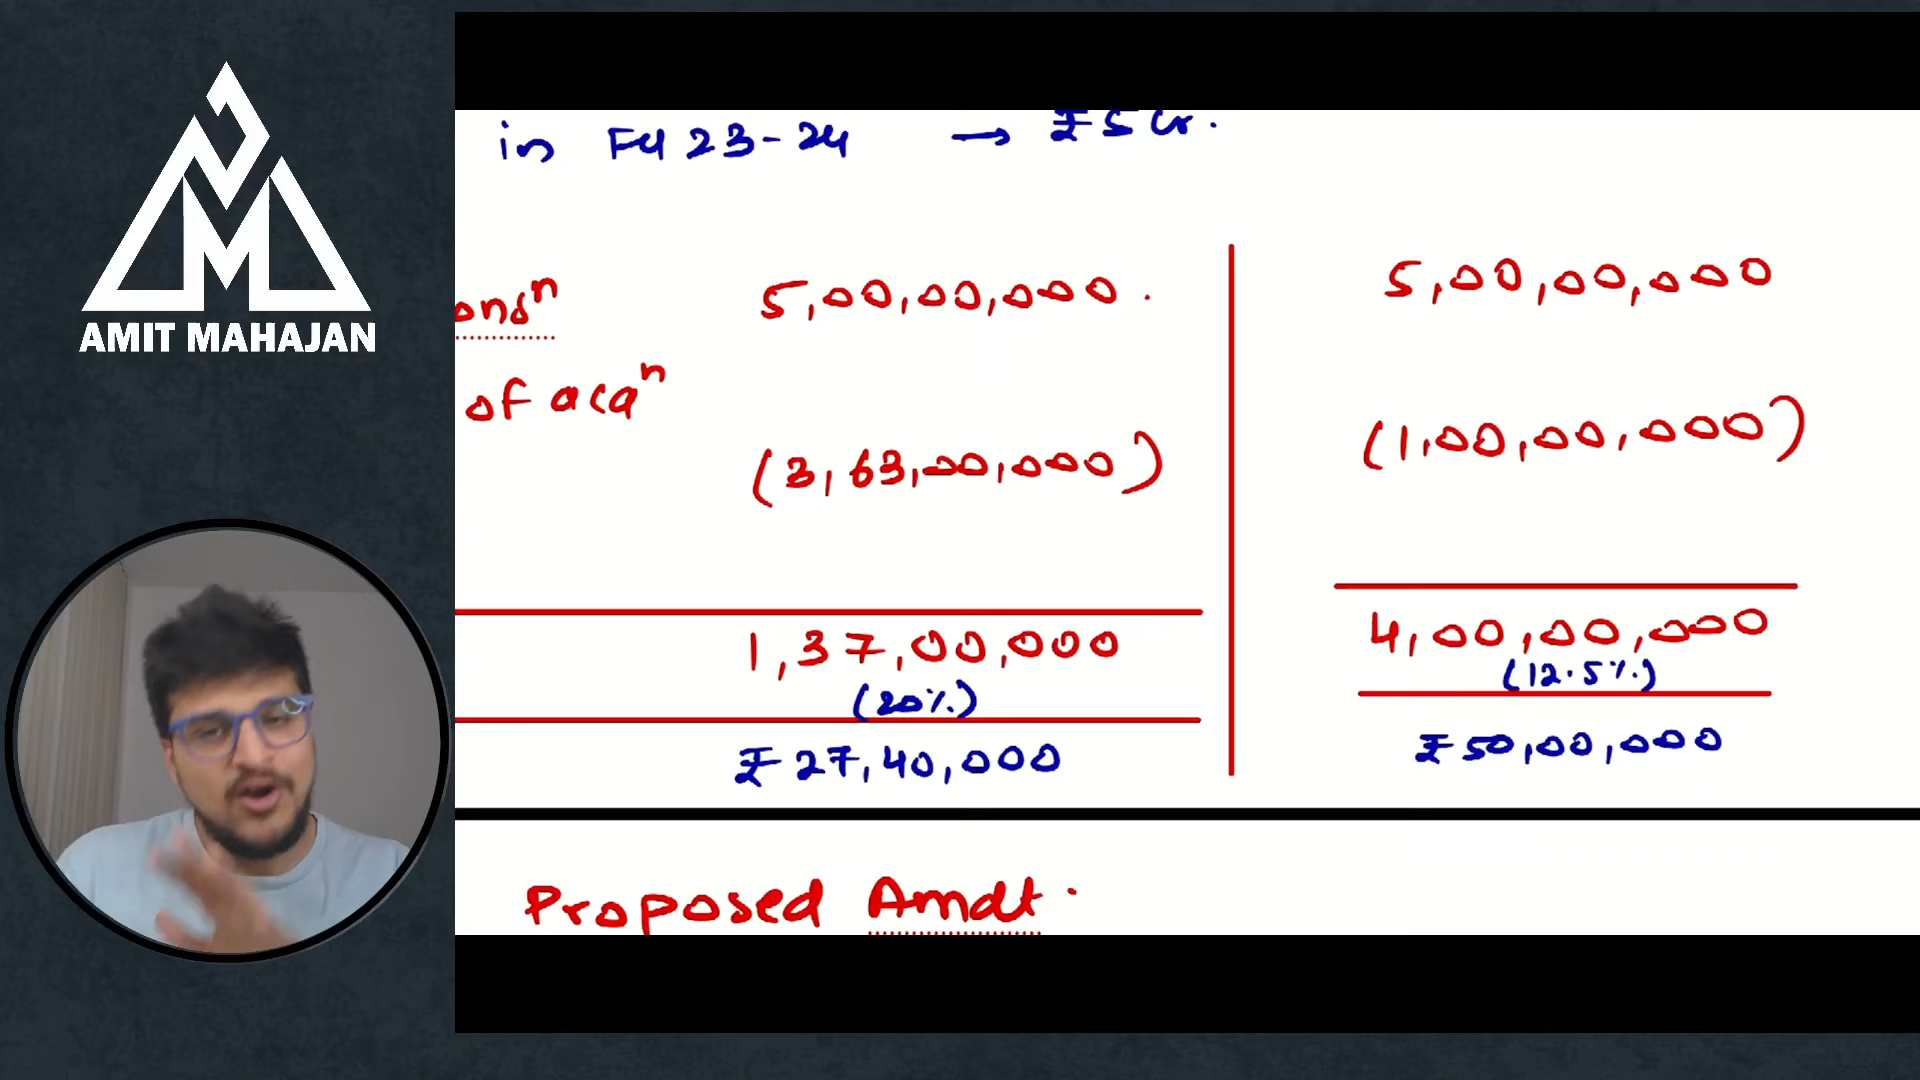 AMIT MAHAJAN
in FY 23-24 → ₹5 Cr.
onsⁿ 5,00,00,000. 5,00,00,000
of acqⁿ
(3,63,00,000) (1,00,00,000)
1,37,00,000 4,00,00,000
(20%) (12.5%)
₹27,40,000 ₹50,00,000
Proposed Amdt.